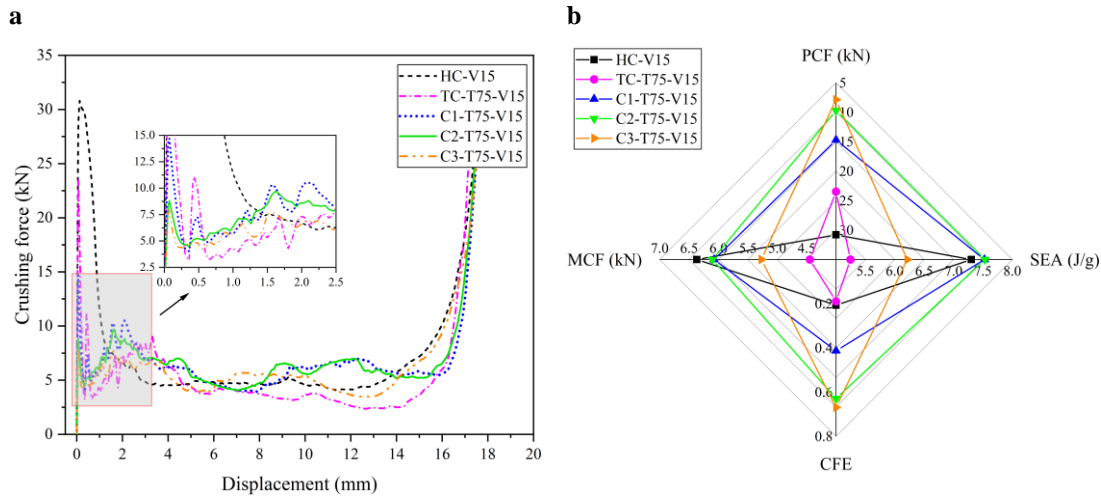 a
Crushing force (kN)
35
30
25
20
15
10
5
0
0 2 4 6 8 10 12 14 16 18 20
Displacement (mm)
HC-V15
TC-T75-V15
C1-T75-V15
C2-T75-V15
C3-T75-V15
15.0
12.5
10.0
7.5
5.0
2.5
0.0 0.5 1.0 1.5 2.0 2.5
b
HC-V15
TC-T75-V15
C1-T75-V15
C2-T75-V15
C3-T75-V15
PCF (kN)
5
10
15
20
25
30
MCF (kN)
7.0 6.5 6.0 5.5 5.0 4.5
5.5 6.0 6.5 7.0 7.5 8.0
SEA (J/g)
0.2
0.4
0.6
0.8
CFE